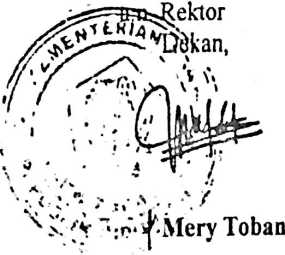 a.n. Rektor
Dekan,
KEMENTERIAN
Mery Toban